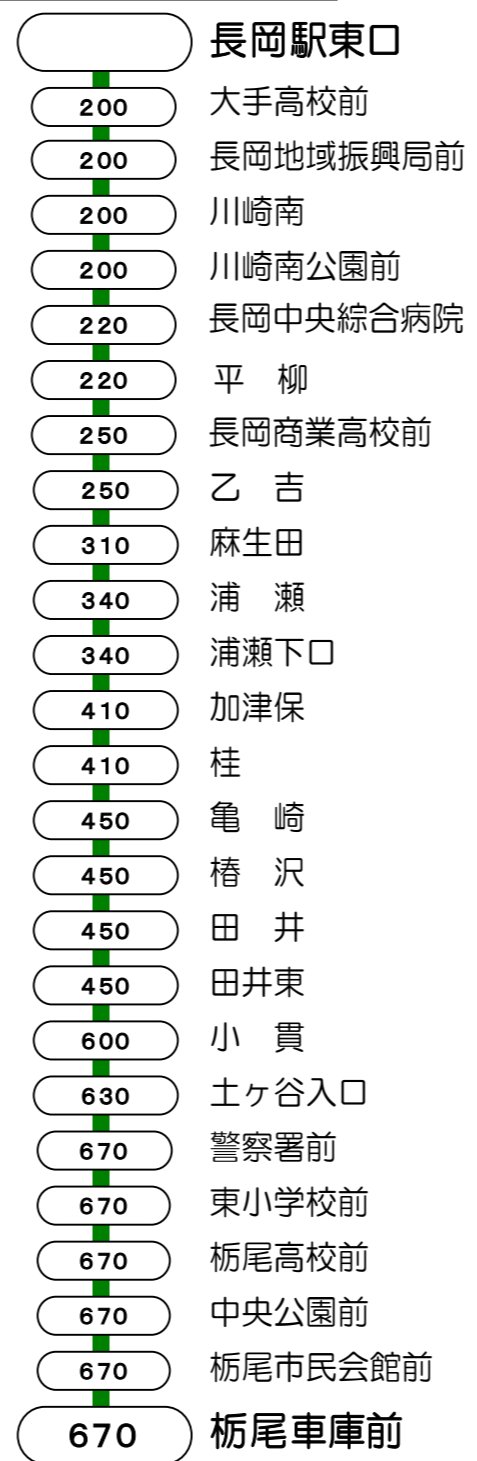 長岡駅東口
200 大手高校前
200 長岡地域振興局前
200 川崎南
200 川崎南公園前
220 長岡中央綜合病院
220 平　柳
250 長岡商業高校前
250 乙　吉
310 麻生田
340 浦　瀬
340 浦瀬下口
410 加津保
410 桂
450 亀　崎
450 椿　沢
450 田　井
450 田井東
600 小　貫
630 土ヶ谷入口
670 警察署前
670 東小学校前
670 栃尾高校前
670 中央公園前
670 栃尾市民会館前
670 栃尾車庫前